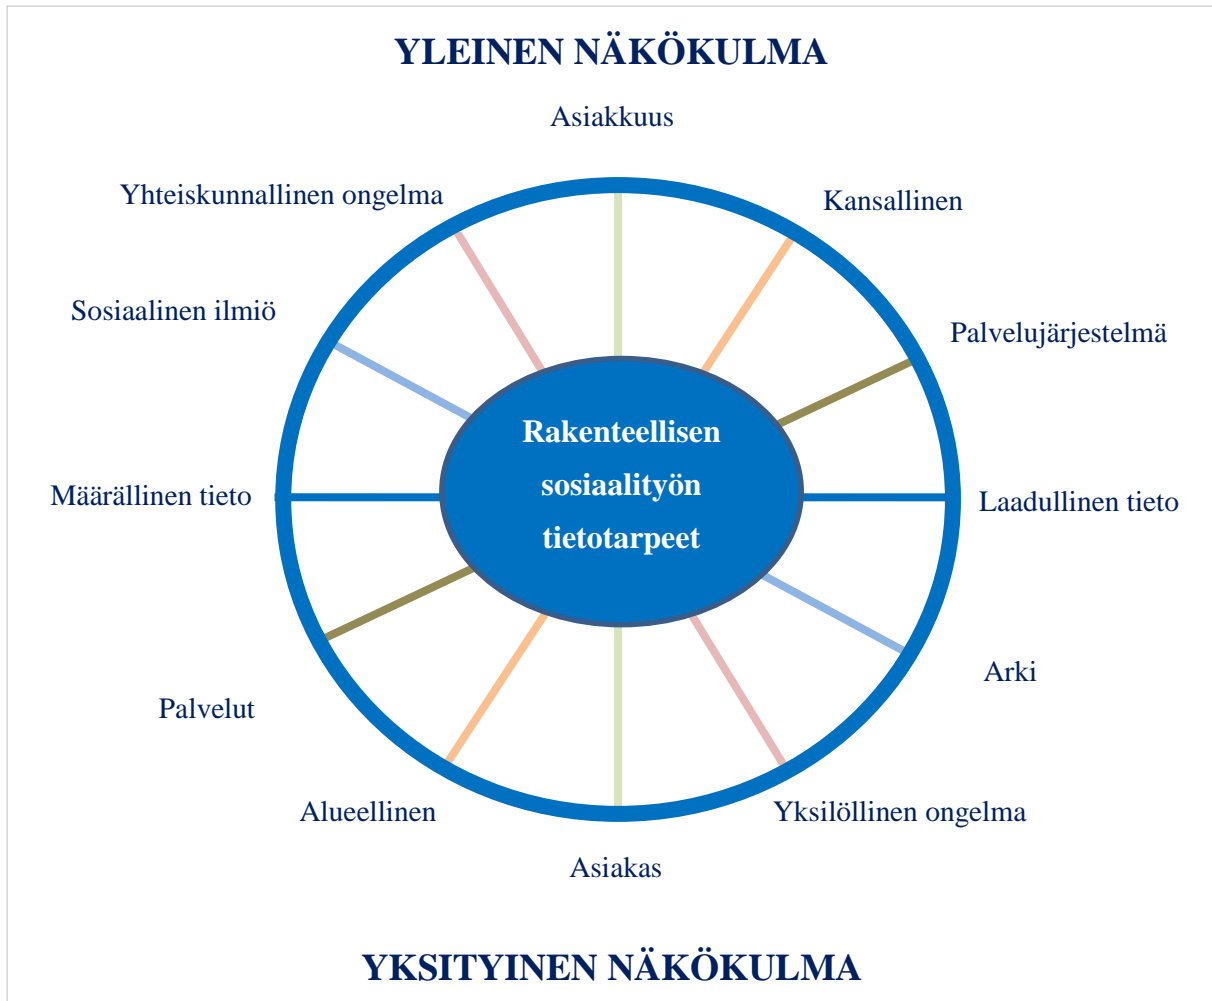 YLEINEN NÄKÖKULMA
Asiakkuus
Yhteiskunnallinen ongelma
Kansallinen
Sosiaalinen ilmiö
Palvelujärjestelmä
Rakenteellisen
sosiaalityön
tietotarpeet
Määrällinen tieto
Laadullinen tieto
Arki
Palvelut
Alueellinen
Yksilöllinen ongelma
Asiakas
YKSITYINEN NÄKÖKULMA